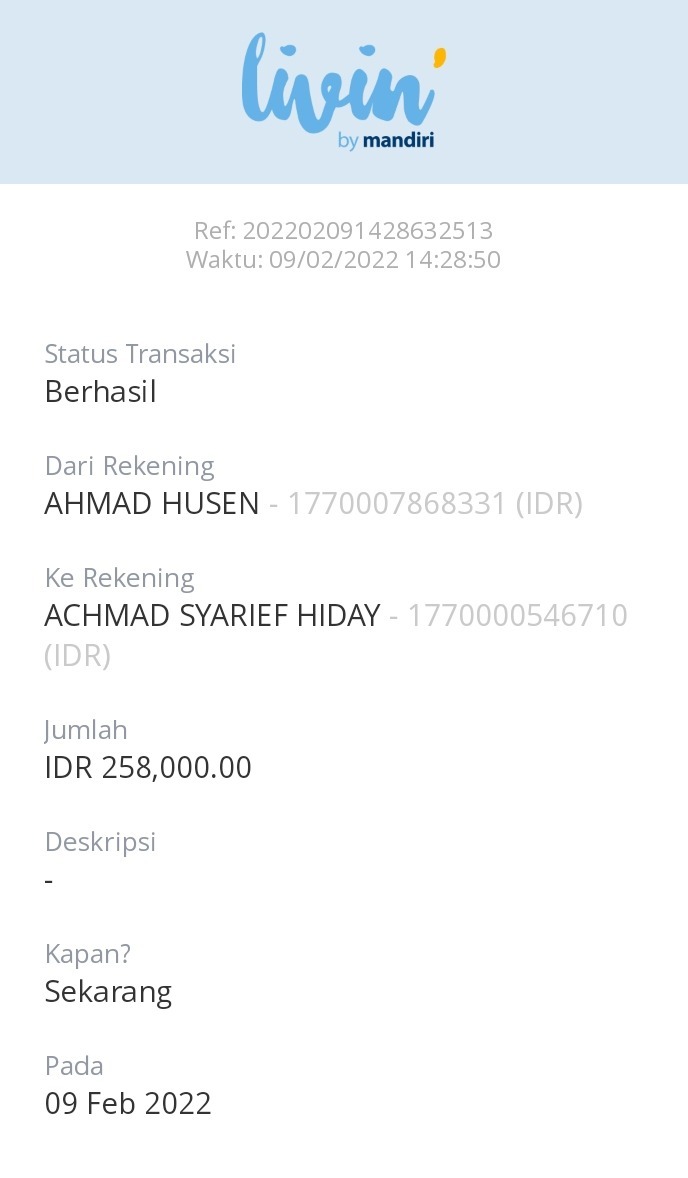 livin'
by mandiri
Ref: 202202091428632513
Waktu: 09/02/2022 14:28:50
Status Transaksi
Berhasil
Dari Rekening
AHMAD HUSEN - 1770007868331 (IDR)
Ke Rekening
ACHMAD SYARIEF HIDAY - 1770000546710
(IDR)
Jumlah
IDR 258,000.00
Deskripsi
-
Kapan?
Sekarang
Pada
09 Feb 2022